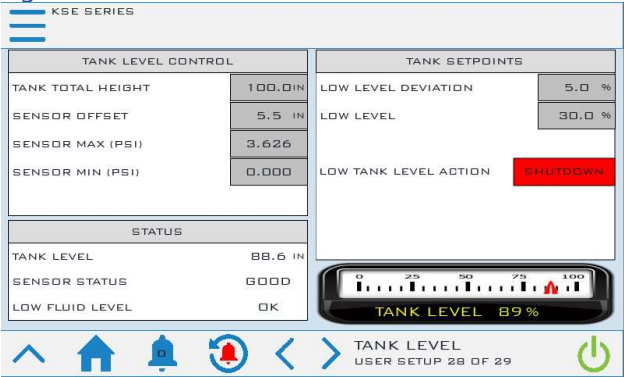 KSE SERIES
TANK LEVEL CONTROL
TANK TOTAL HEIGHT 100.0 IN
SENSOR OFFSET 5.5 IN
SENSOR MAX (PSI) 3.626
SENSOR MIN (PSI) 0.000
TANK SETPOINTS
LOW LEVEL DEVIATION 5.0 %
LOW LEVEL 30.0 %
LOW TANK LEVEL ACTION SHUTDOWN
STATUS
TANK LEVEL 88.6 IN
SENSOR STATUS GOOD
LOW FLUID LEVEL OK
0 25 50 75 100
TANK LEVEL 89%
0
TANK LEVEL
USER SETUP 28 OF 29